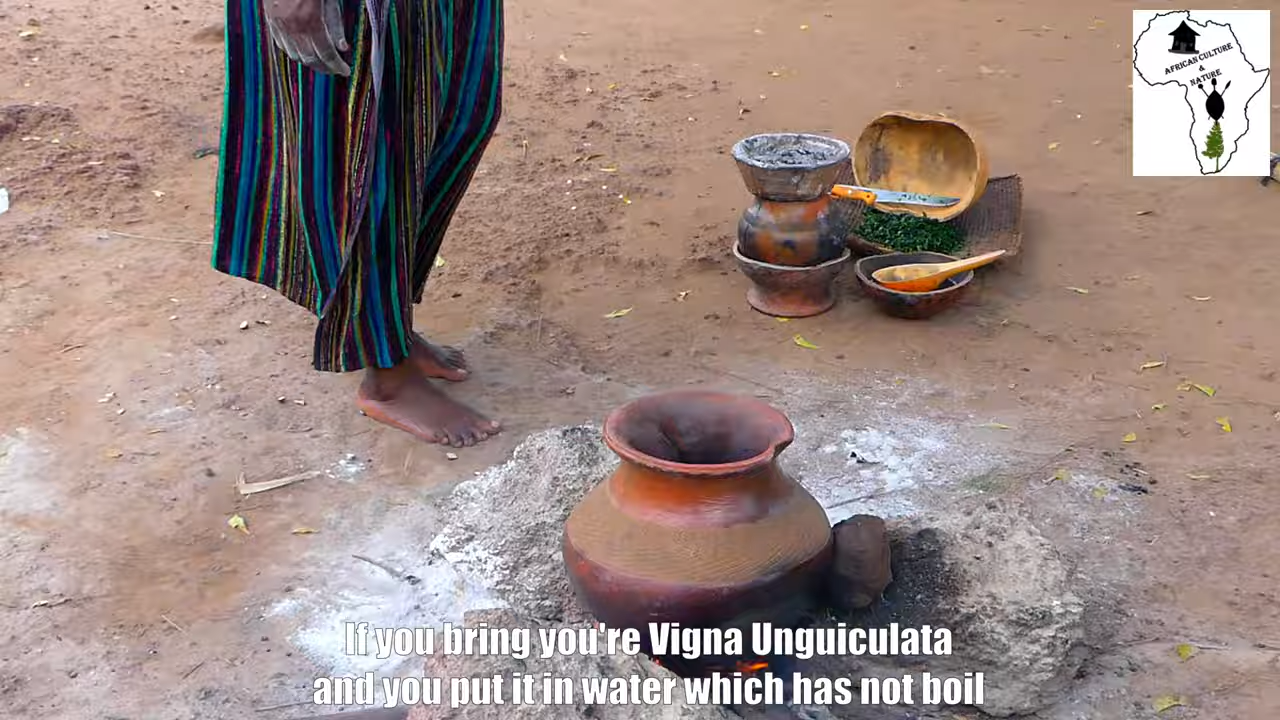 AFRICAN CULTURE
&
NATURE
If you bring you're Vigna Unguiculata
and you put it in water which has not boil